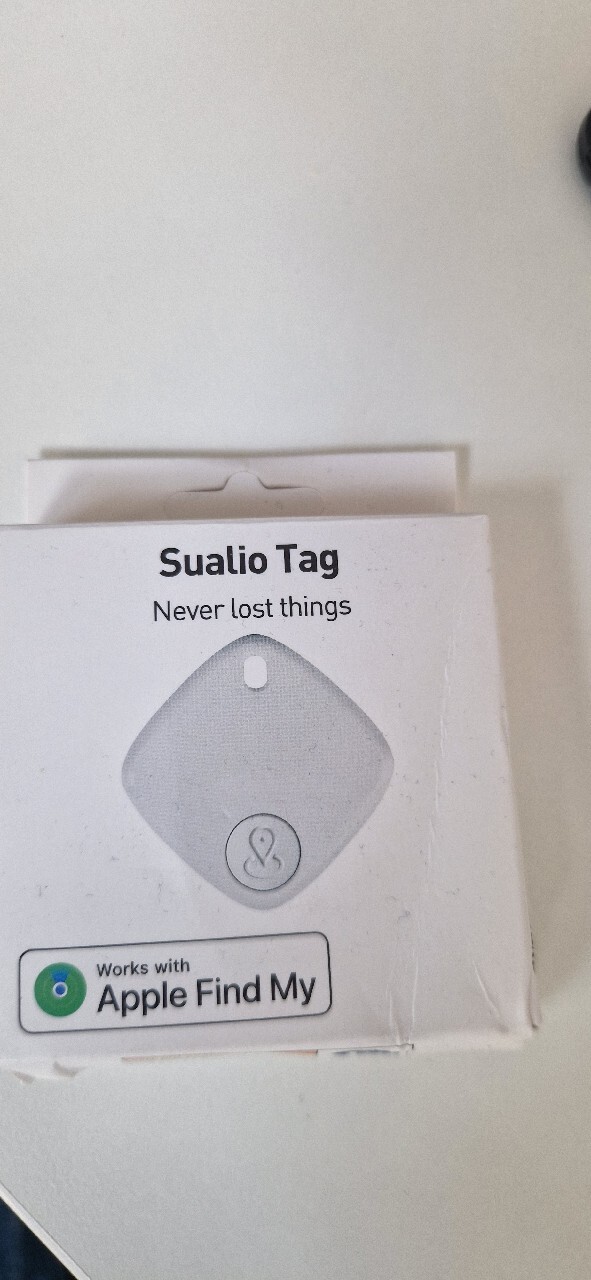 Sualio Tag
Never lost things
Works with
Apple Find My